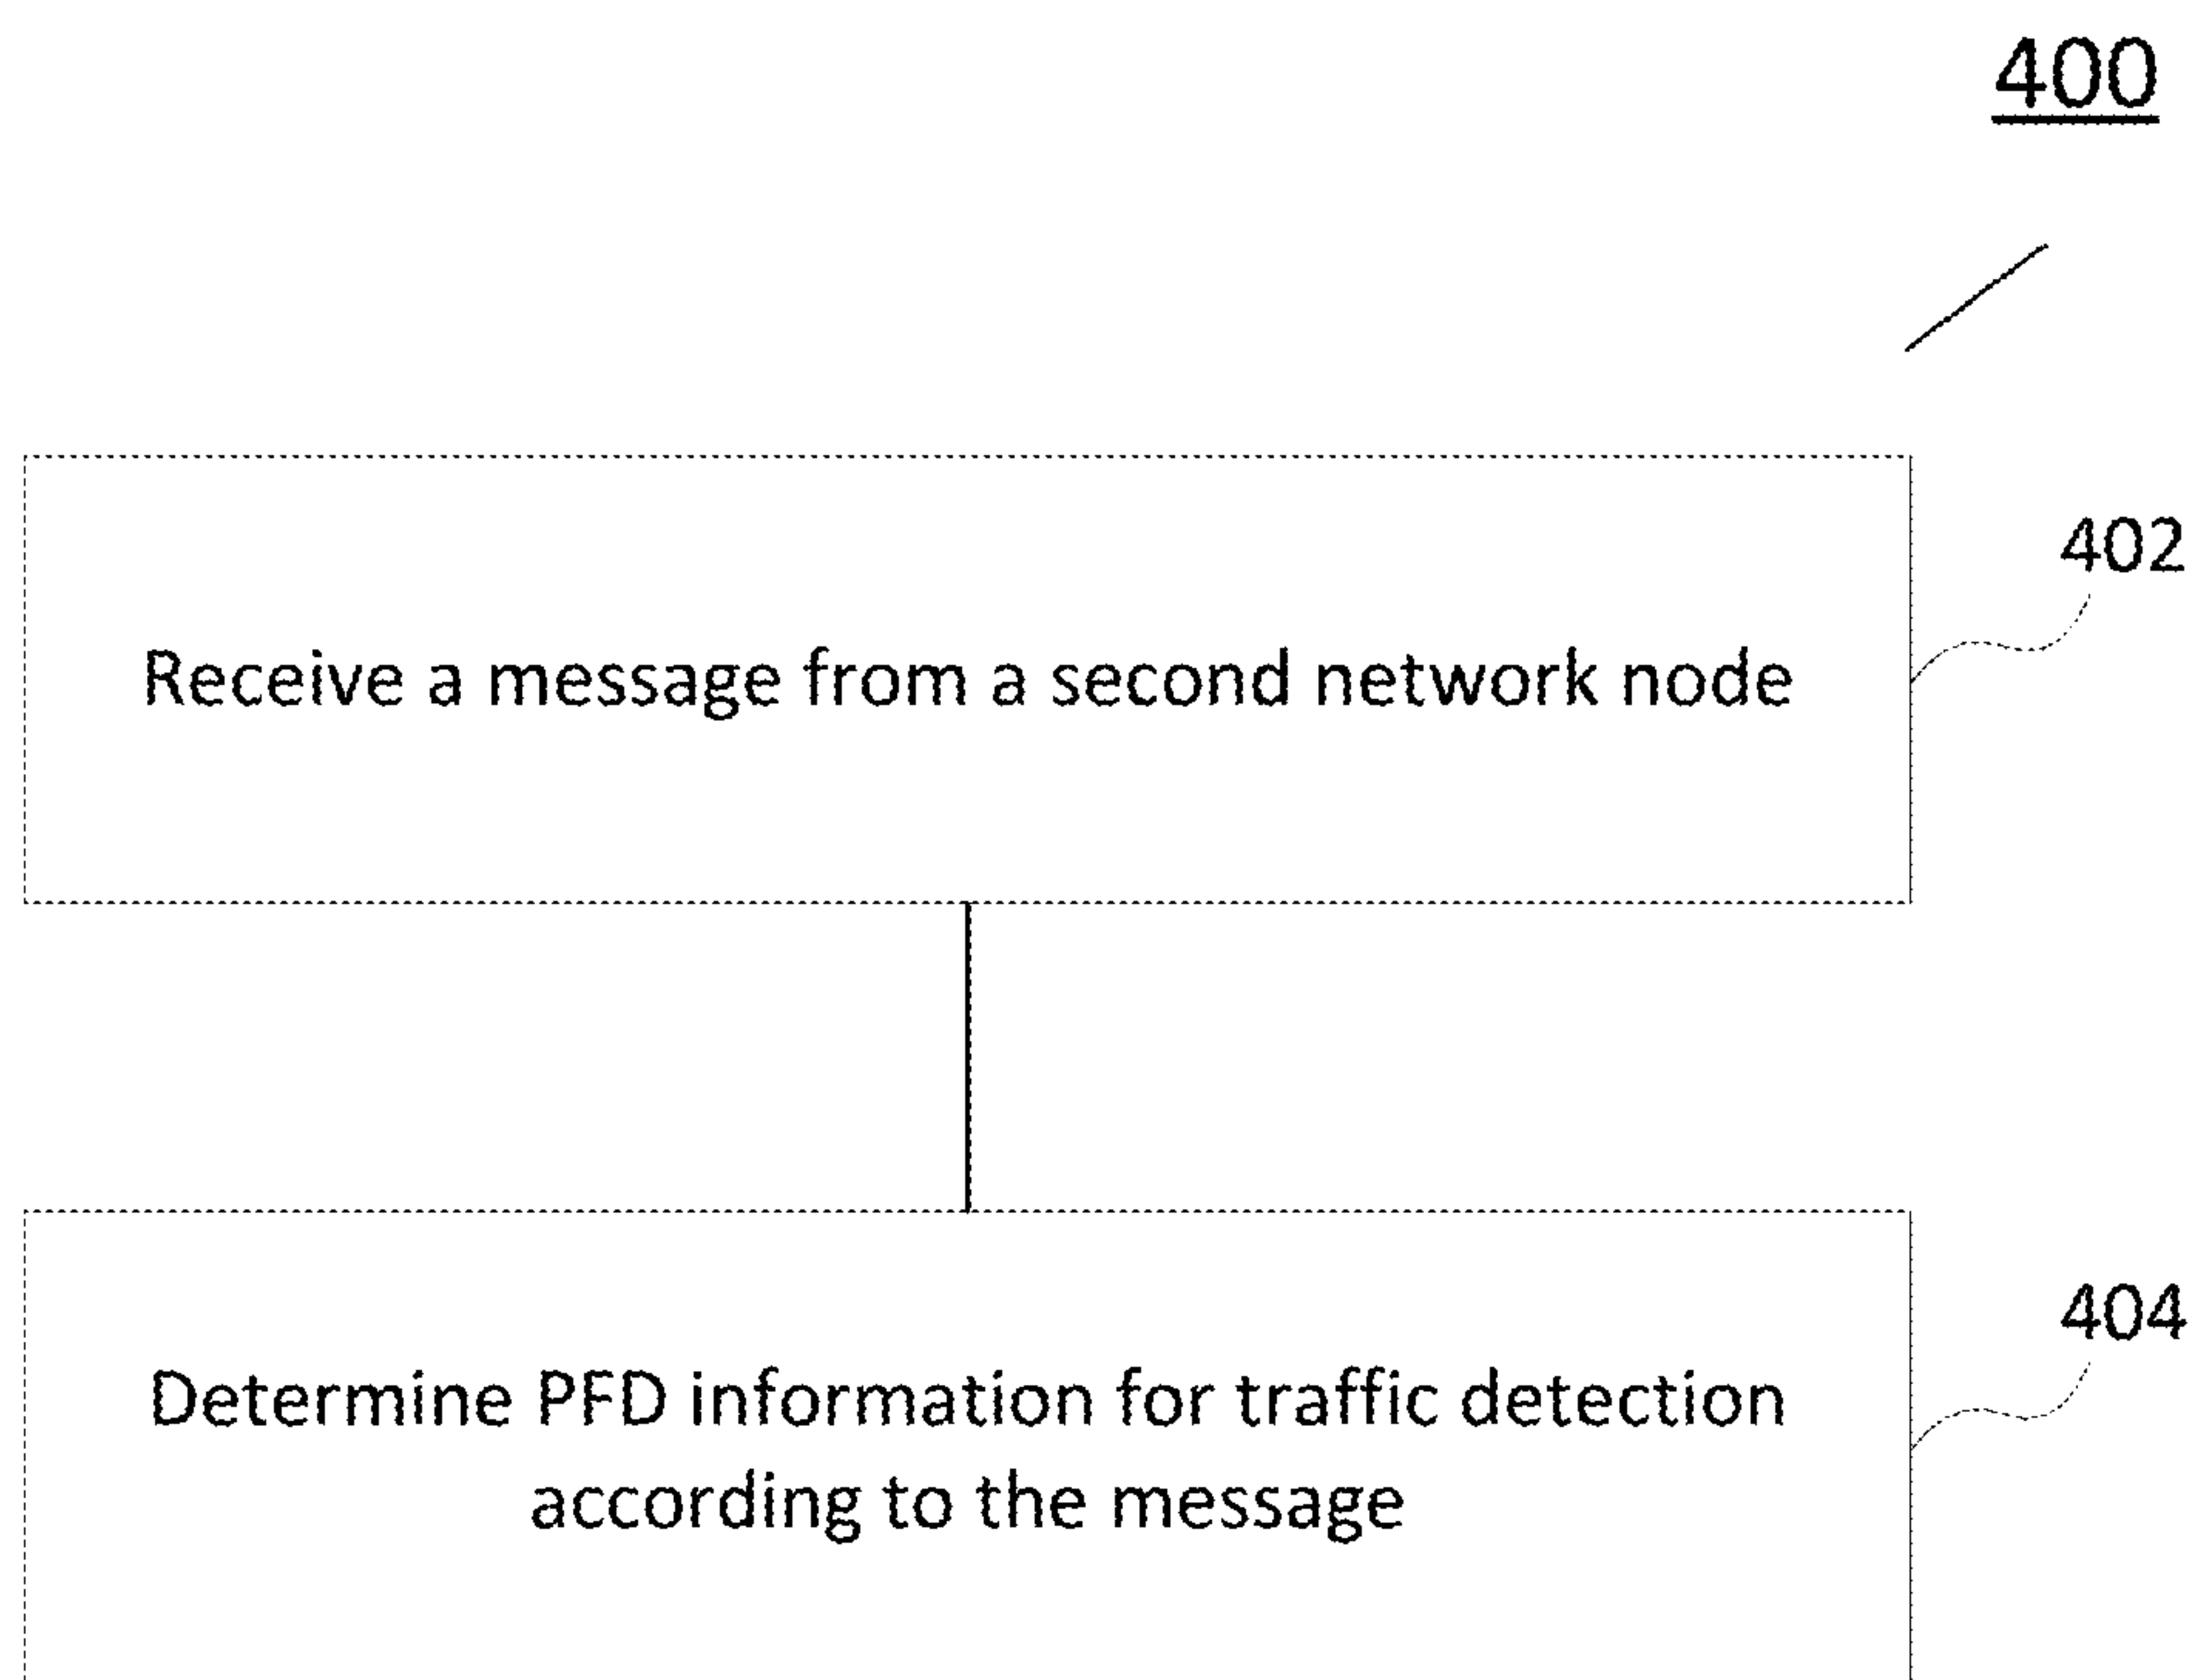 400
402
Receive a message from a second network node
404
Determine PFD information for traffic detection
according to the message